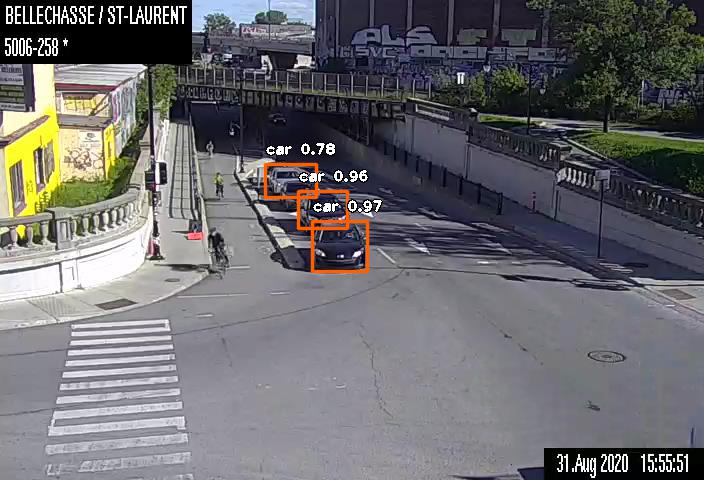 BELLECHASSE / ST-LAURENT
5006-258 *
car 0.78
car 0.96
car 0.97
31.Aug 2020 15:55:51